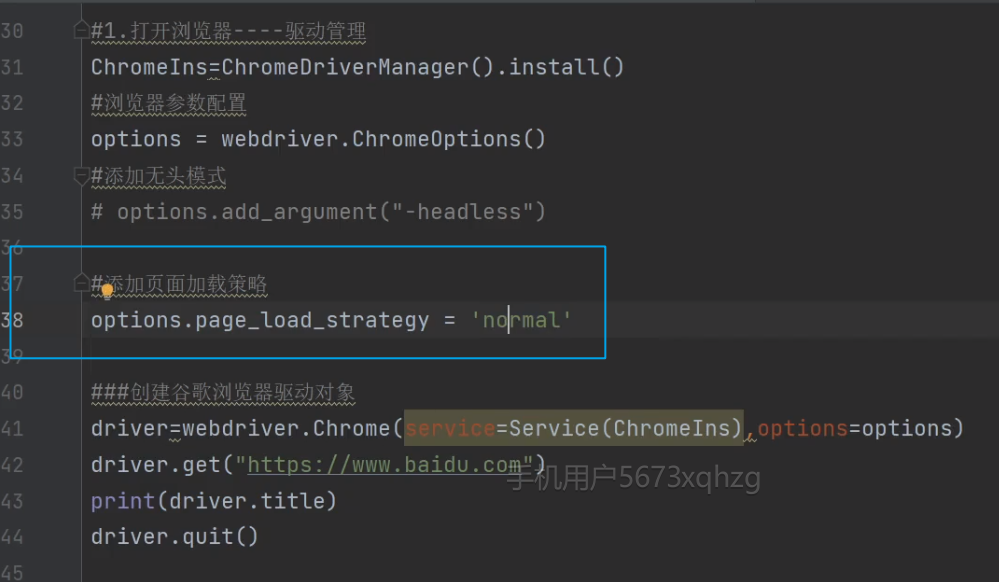 30 #1.打开浏览器----驱动管理
31 ChromeIns=ChromeDriverManager().install()
32 #浏览器参数配置
33 options = webdriver.ChromeOptions()
34 #添加无头模式
35 # options.add_argument("-headless")
36
37 #添加页面加载策略
38 options.page_load_strategy = 'normal'
39
40 ###创建谷歌浏览器驱动对象
41 driver=webdriver.Chrome(service=Service(ChromeIns),options=options)
42 driver.get("https://www.baidu.com")
手机用户5673xqhzg
43 print(driver.title)
44 driver.quit()
45